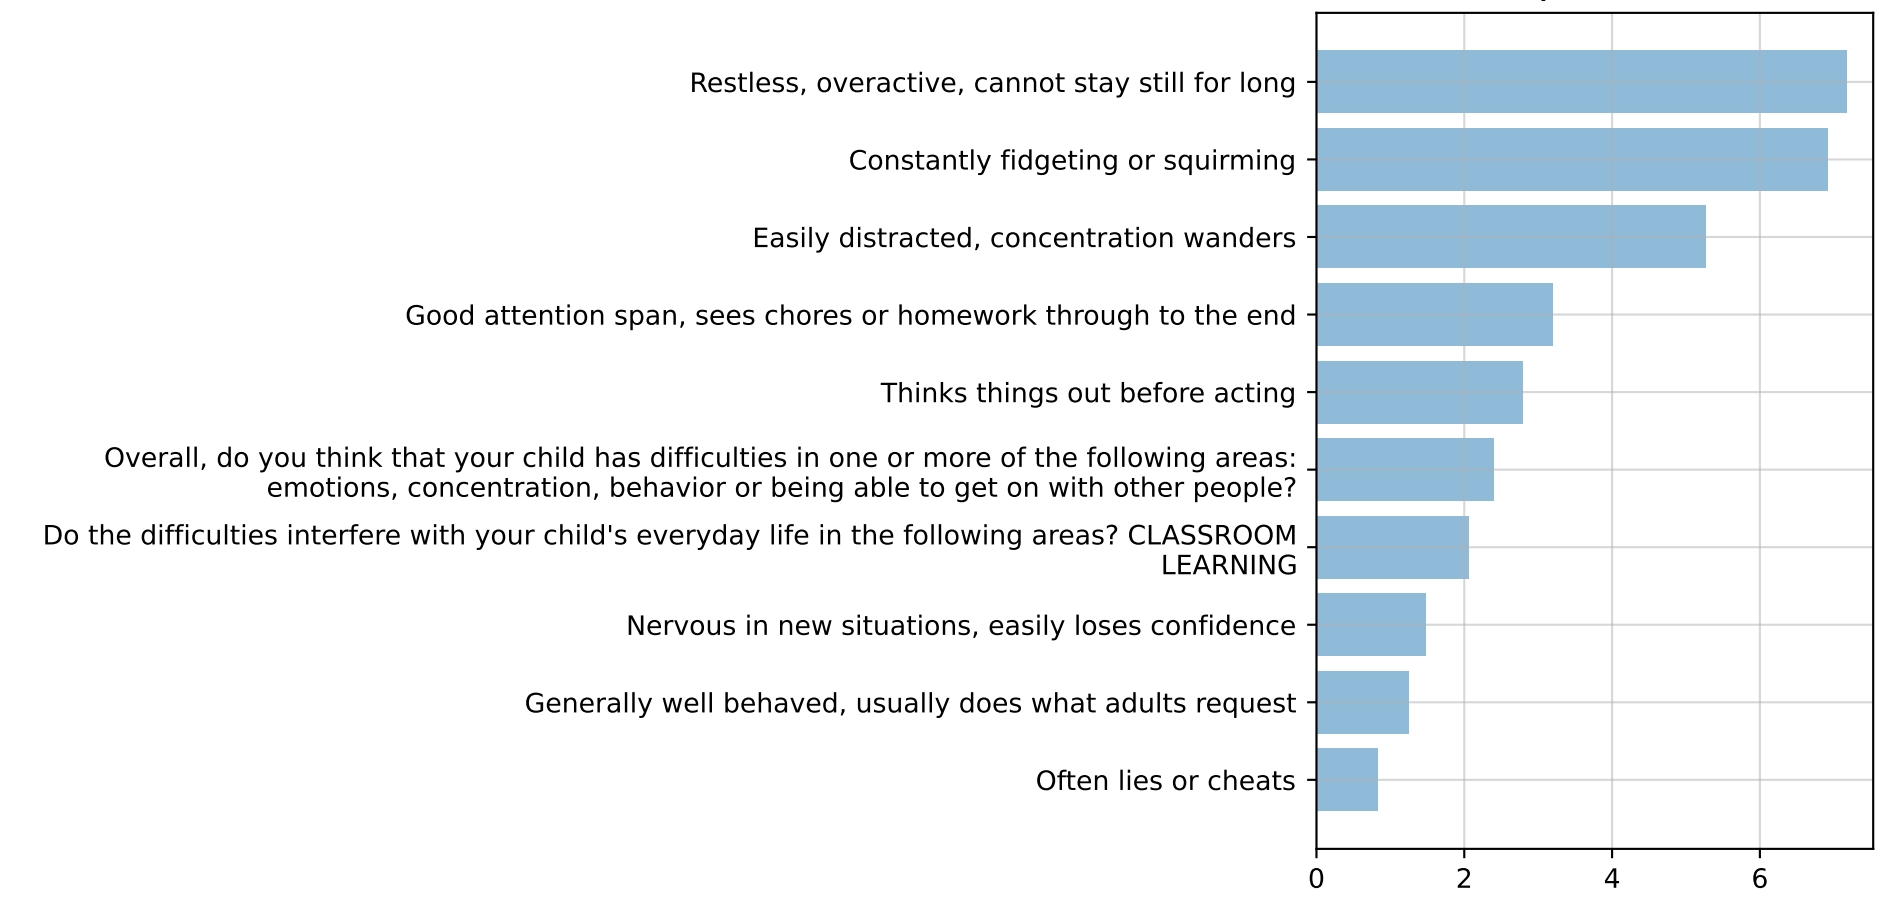 Restless, overactive, cannot stay still for long
Constantly fidgeting or squirming
Easily distracted, concentration wanders
Good attention span, sees chores or homework through to the end
Thinks things out before acting
Overall, do you think that your child has difficulties in one or more of the following areas:
emotions, concentration, behavior or being able to get on with other people?
Do the difficulties interfere with your child's everyday life in the following areas? CLASSROOM
LEARNING
Nervous in new situations, easily loses confidence
Generally well behaved, usually does what adults request
Often lies or cheats
0 2 4 6